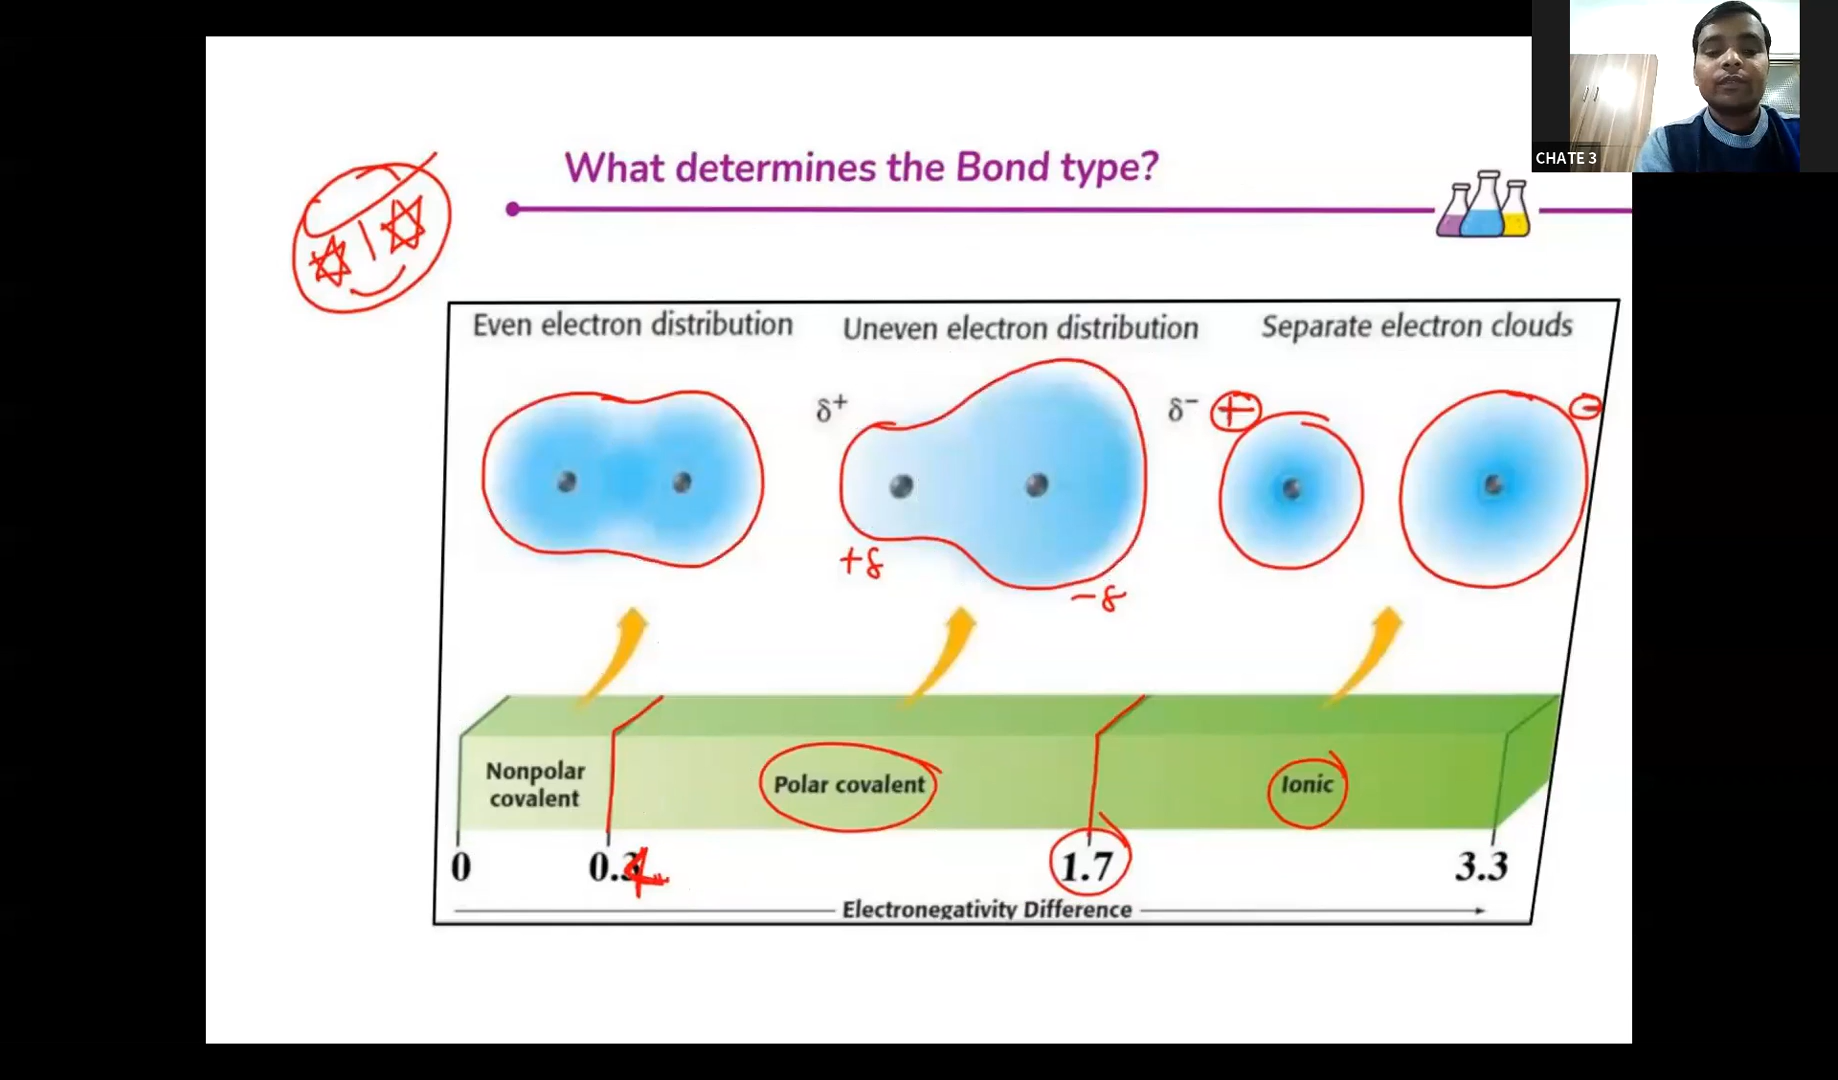 CHATE 3
What determines the Bond type?
Even electron distribution
Uneven electron distribution
Separate electron clouds
δ+
δ−
+
−
+δ
−δ
Nonpolar
covalent
Polar covalent
Ionic
0
0.4
1.7
3.3
Electronegativity Difference